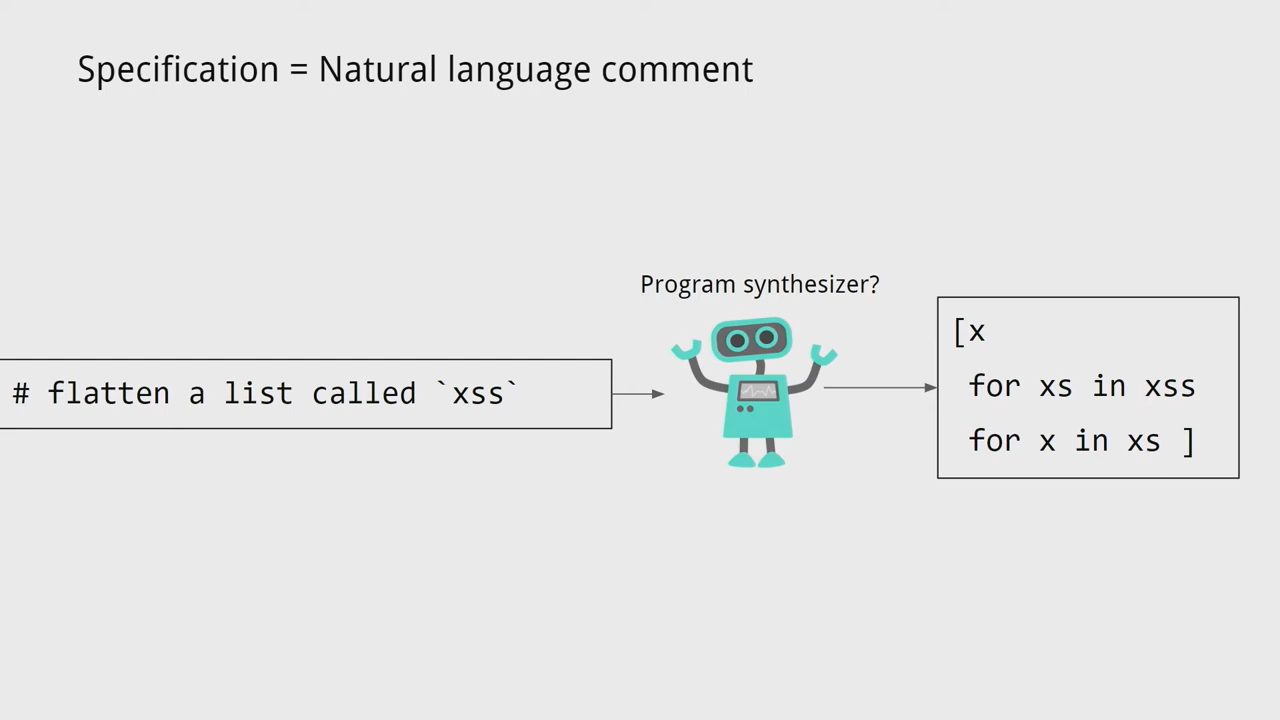 Specification = Natural language comment
Program synthesizer?
# flatten a list called `xss`
[x
for xs in xss
for x in xs ]